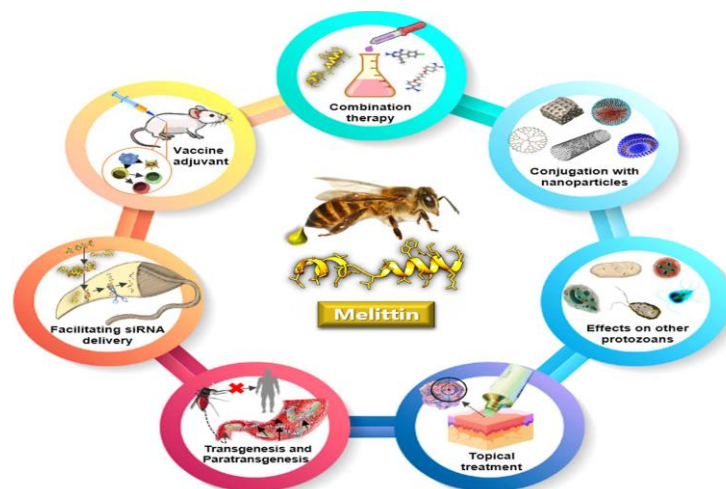 Combination
therapy
Vaccine
adjuvant
Conjugation with
nanoparticles
Melittin
Facilitating siRNA
delivery
Effects on other
protozoans
Transgenesis and
Paratransgenesis
Topical
treatment